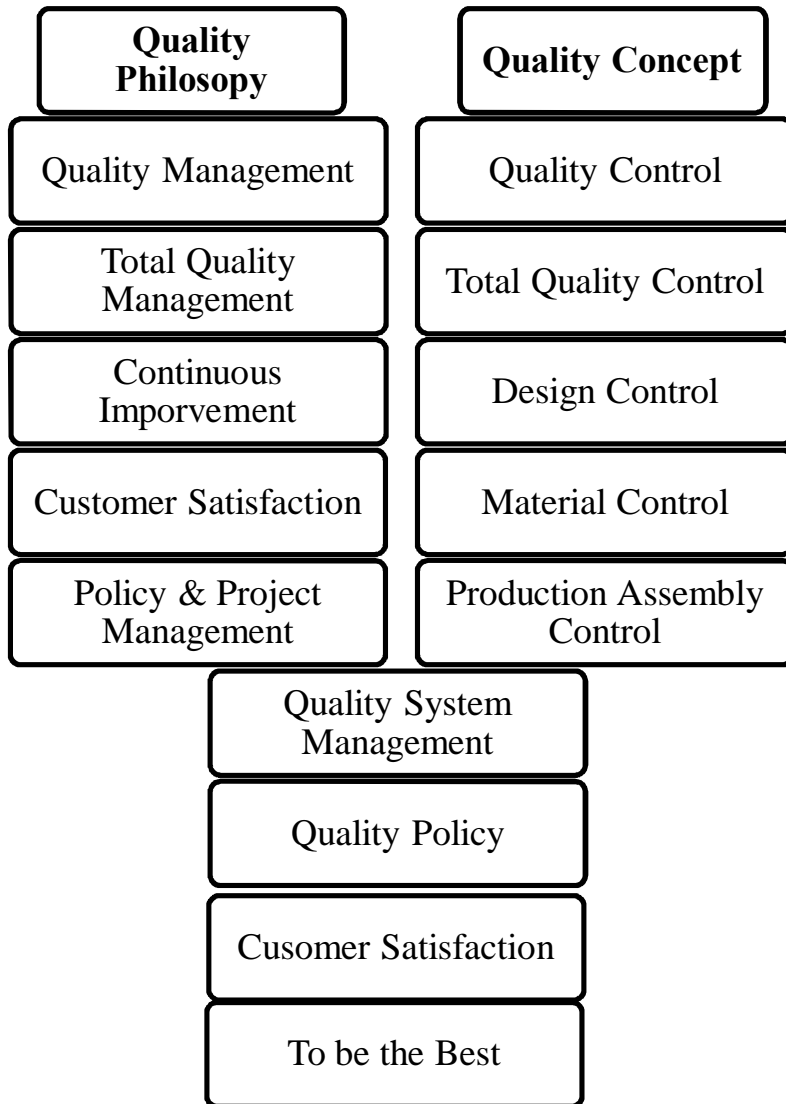 Quality
Philosopy
Quality Management
Total Quality
Management
Continuous
Imporvement
Customer Satisfaction
Policy & Project
Management
Quality Concept
Quality Control
Total Quality Control
Design Control
Material Control
Production Assembly
Control
Quality System
Management
Quality Policy
Cusomer Satisfaction
To be the Best